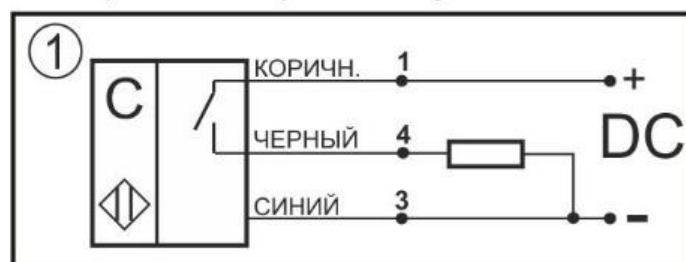 1
C
КОРИЧН. 1 +
ЧЕРНЫЙ 4
DC
СИНИЙ 3 -